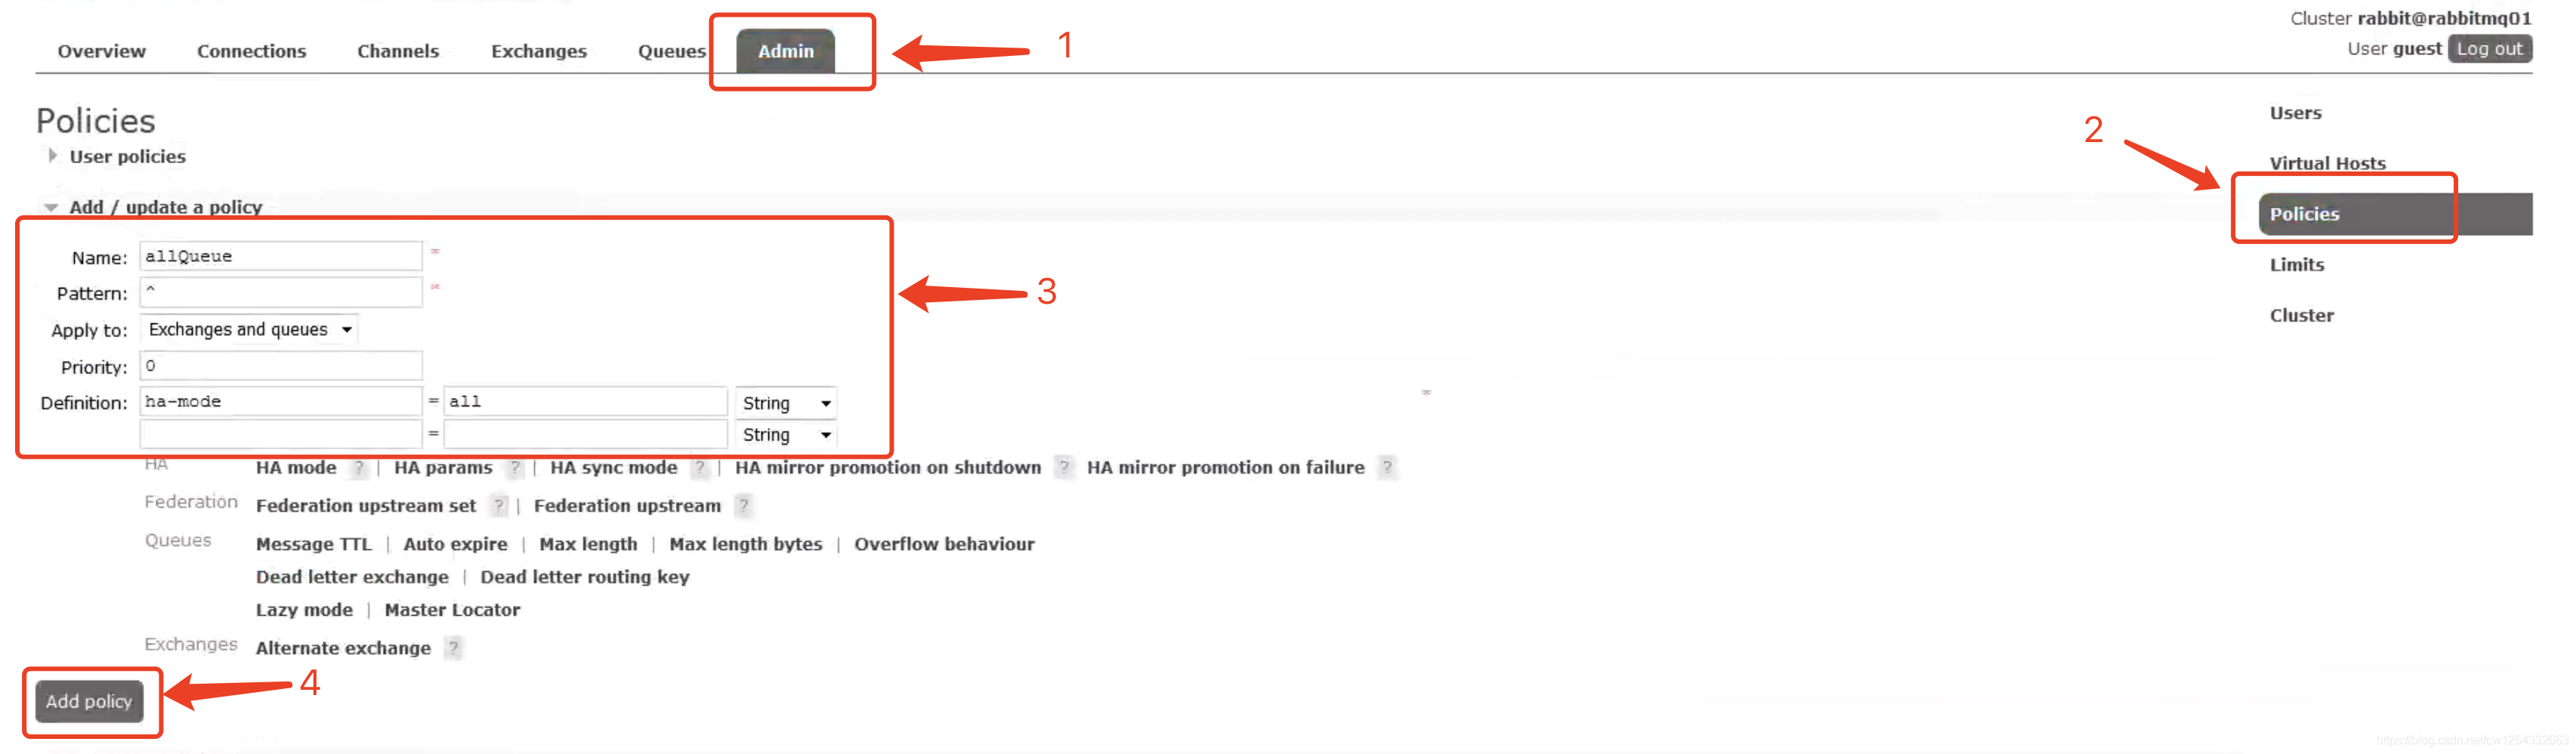 Cluster rabbit@rabbitmq01
Overview Connections Channels Exchanges Queues Admin 1
User guest Log out
Policies
User policies
Add / update a policy
Name: allQueue *
Pattern: ^ *
Apply to: Exchanges and queues
Priority: 0
Definition: ha-mode = all String *
= String
3
HA HA mode ? | HA params ? | HA sync mode ? | HA mirror promotion on shutdown ? HA mirror promotion on failure ?
Federation Federation upstream set ? | Federation upstream ?
Queues Message TTL | Auto expire | Max length | Max length bytes | Overflow behaviour
Dead letter exchange | Dead letter routing key
Lazy mode | Master Locator
Exchanges Alternate exchange ?
Add policy 4
Users
2
Virtual Hosts
Policies
Limits
Cluster
https://blog.csdn.net/cw1254332663